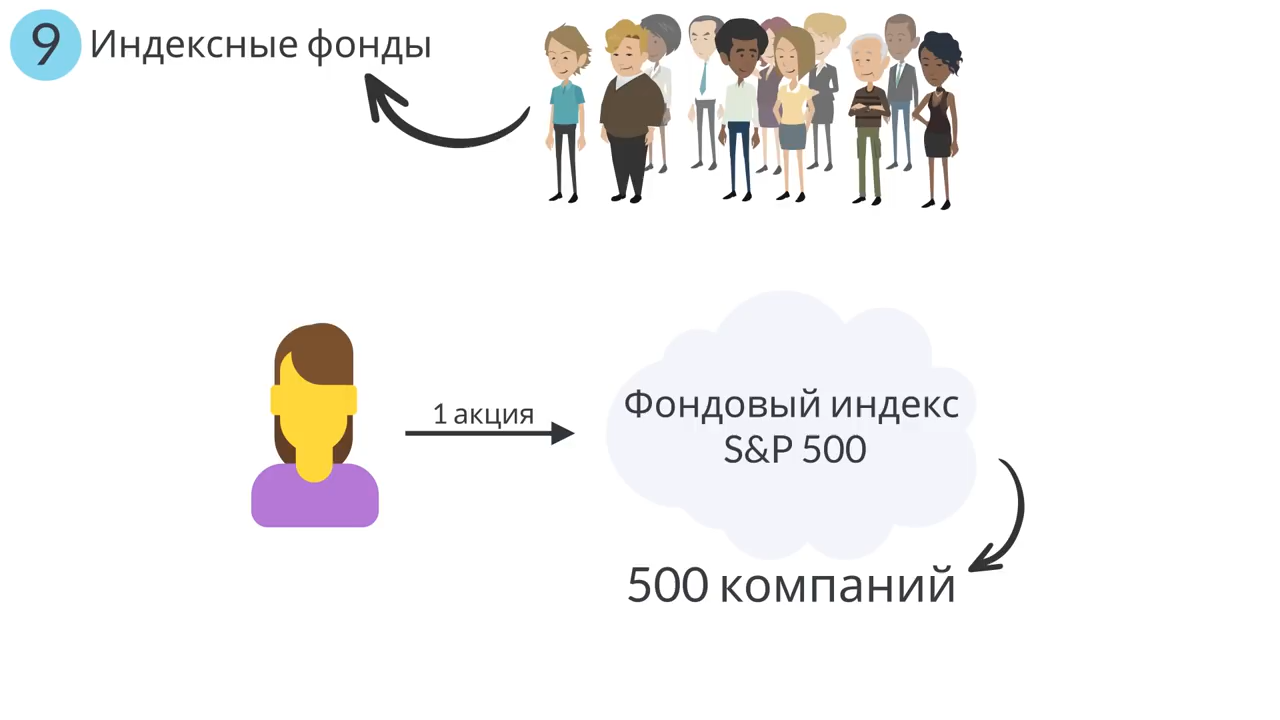 9 Индексные фонды
1 акция
Фондовый индекс
S&P 500
500 компаний